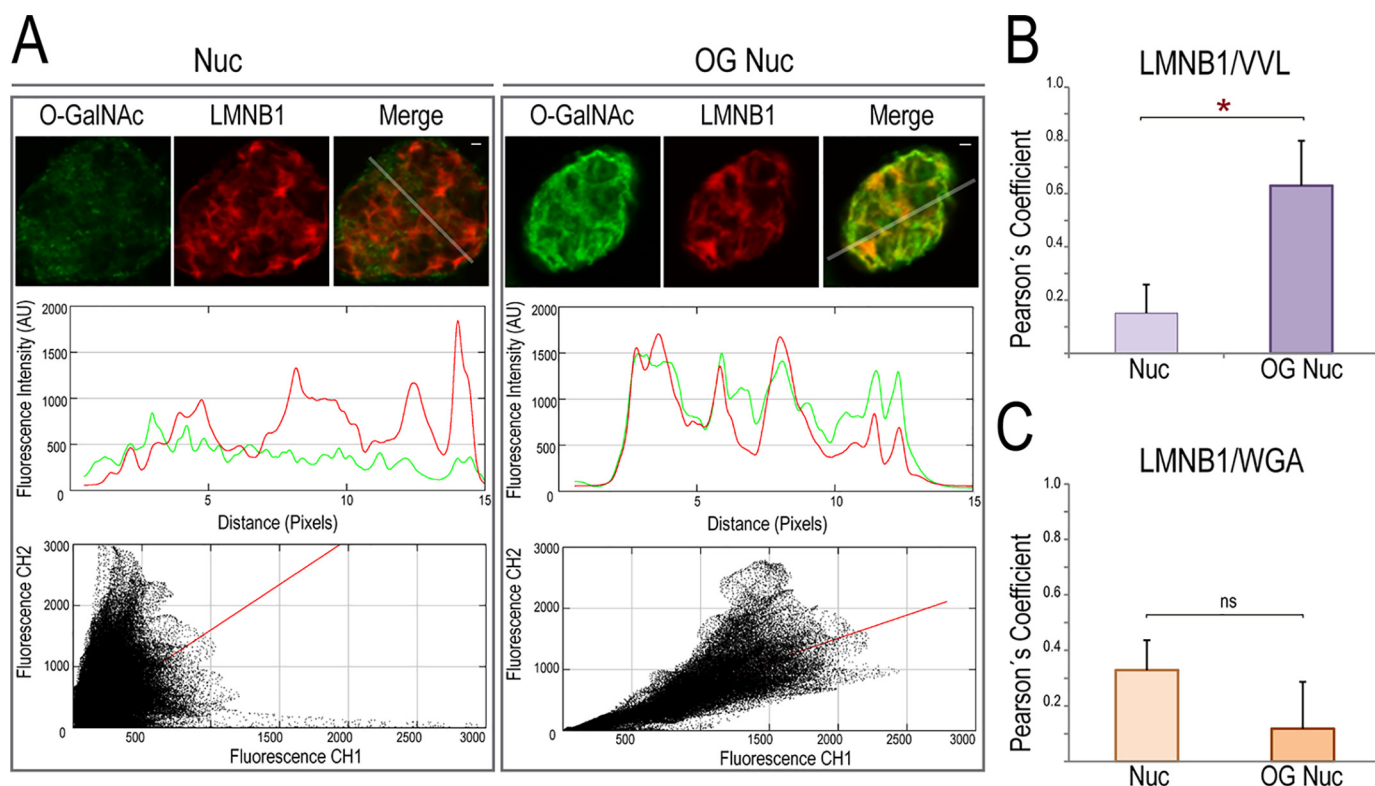 A
Nuc
O-GalNAc LMNB1 Merge
Fluorescence Intensity (AU)
2000
1500
1000
500
0
5 10 15
Distance (Pixels)
Fluorescence CH2
3000
2000
1000
0
500 1000 1500 2000 2500 3000
Fluorescence CH1
OG Nuc
O-GalNAc LMNB1 Merge
Fluorescence Intensity (AU)
2000
1500
1000
500
0
5 10 15
Distance (Pixels)
Fluorescence CH2
3000
2000
1000
0
500 1000 1500 2000 3000
Fluorescence CH1
B
LMNB1/VVL
Pearson´s Coefficient
1.0
0.8
0.6
0.4
0.2
*
Nuc OG Nuc
C
LMNB1/WGA
Pearson´s Coefficient
1.0
0.8
0.6
0.4
0.2
ns
Nuc OG Nuc